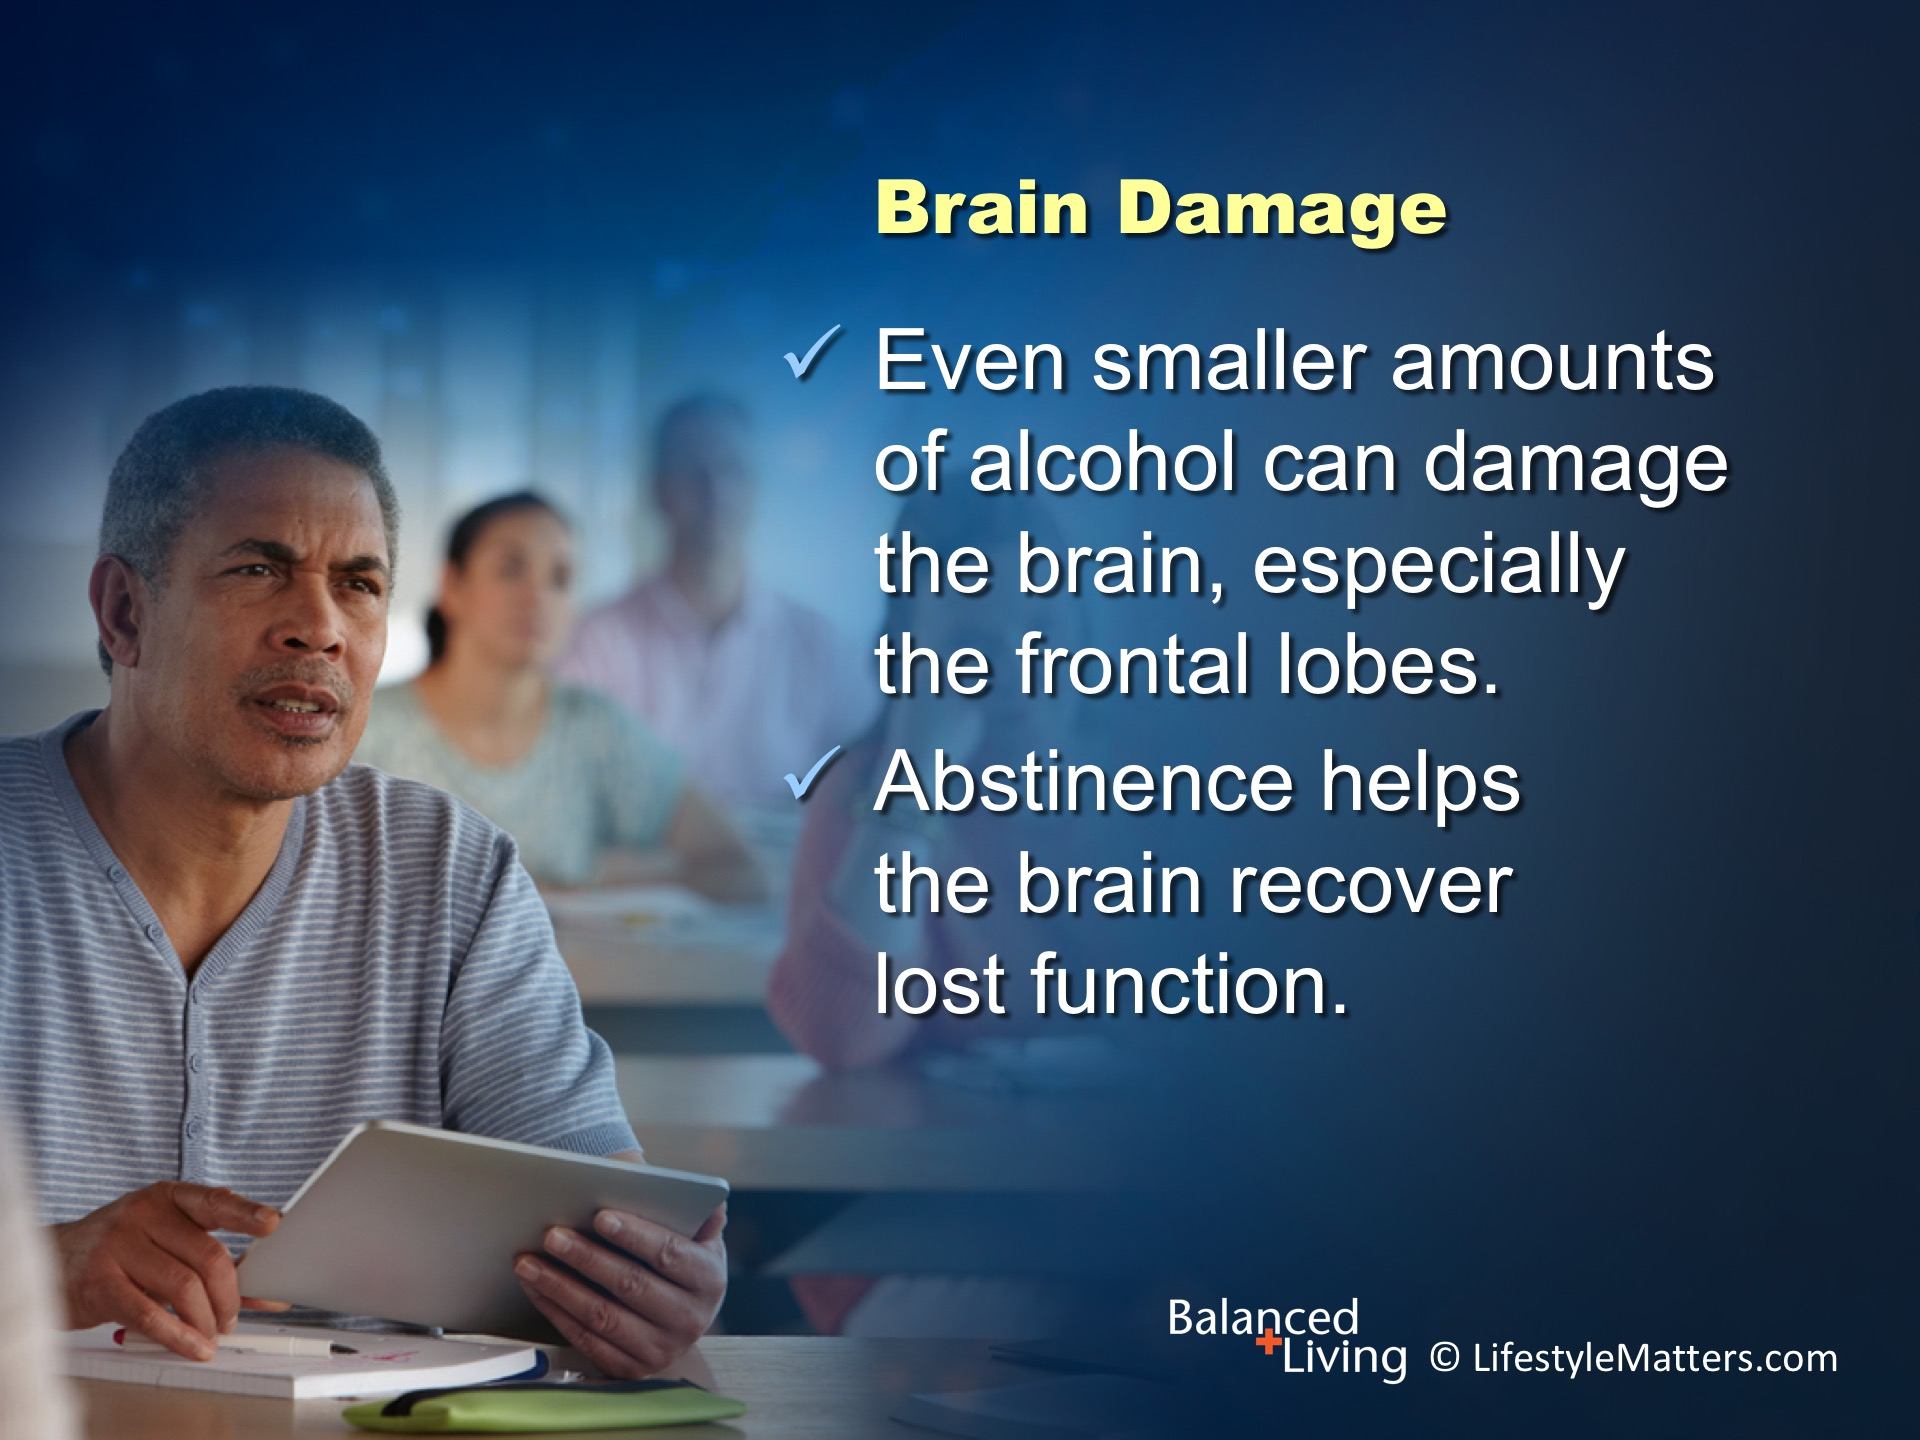 Brain Damage
✓ Even smaller amounts
of alcohol can damage
the brain, especially
the frontal lobes.
✓ Abstinence helps
the brain recover
lost function.
Balanced
+Living © LifestyleMatters.com